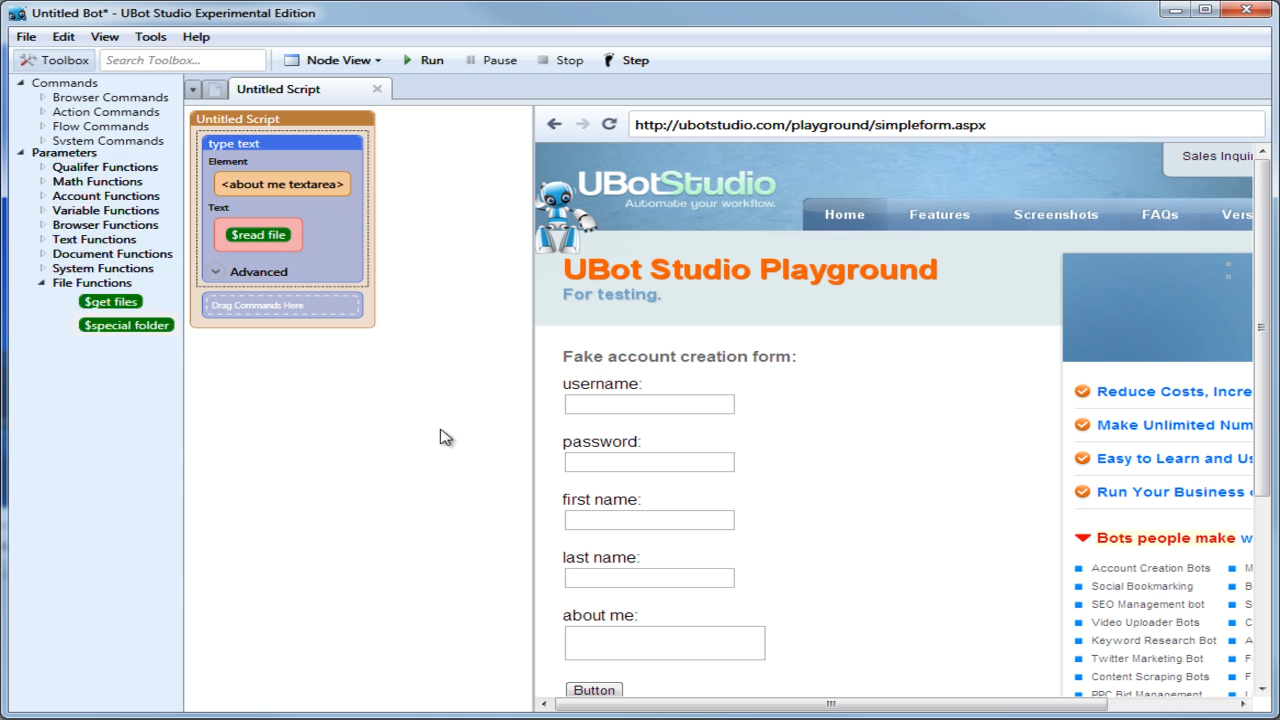 Untitled Bot* - UBot Studio Experimental Edition
File Edit View Tools Help
Toolbox Search Toolbox... Node View Run Pause Stop Step
Commands
Browser Commands
Action Commands
Flow Commands
System Commands
Parameters
Qualifer Functions
Math Functions
Account Functions
Variable Functions
Browser Functions
Text Functions
Document Functions
System Functions
File Functions
$get files
$special folder
Untitled Script
Untitled Script
type text
Element
<about me textarea>
Text
$read file
Advanced
Drag Commands Here
http://ubotstudio.com/playground/simpleform.aspx
Sales Inqui
UBotStudio
Automate your workflow.
Home Features Screenshots FAQs Vers
UBot Studio Playground
For testing.
Fake account creation form:
username:
password:
first name:
last name:
about me:
Button
Reduce Costs, Incre
Make Unlimited Num
Easy to Learn and Us
Run Your Business
Bots people make w
Account Creation Bots M
Social Bookmarking B
SEO Management bot S
Video Uploader Bots C
Keyword Research Bot A
Twitter Marketing Bot F
Content Scraping Bots F
PPC Bid Management